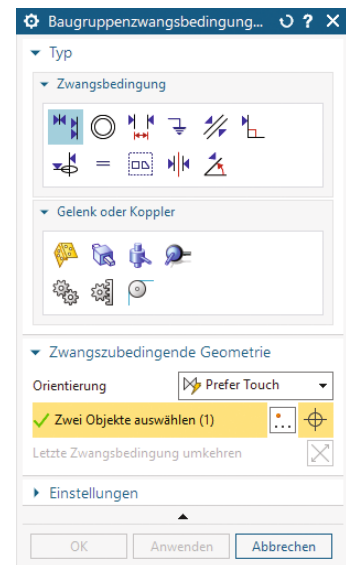 Baugruppenzwangsbedingung...
Typ
Zwangsbedingung
Gelenk oder Koppler
Zwangszubedingende Geometrie
Orientierung Prefer Touch
Zwei Objekte auswählen (1)
Letzte Zwangsbedingung umkehren
Einstellungen
OK Anwenden Abbrechen